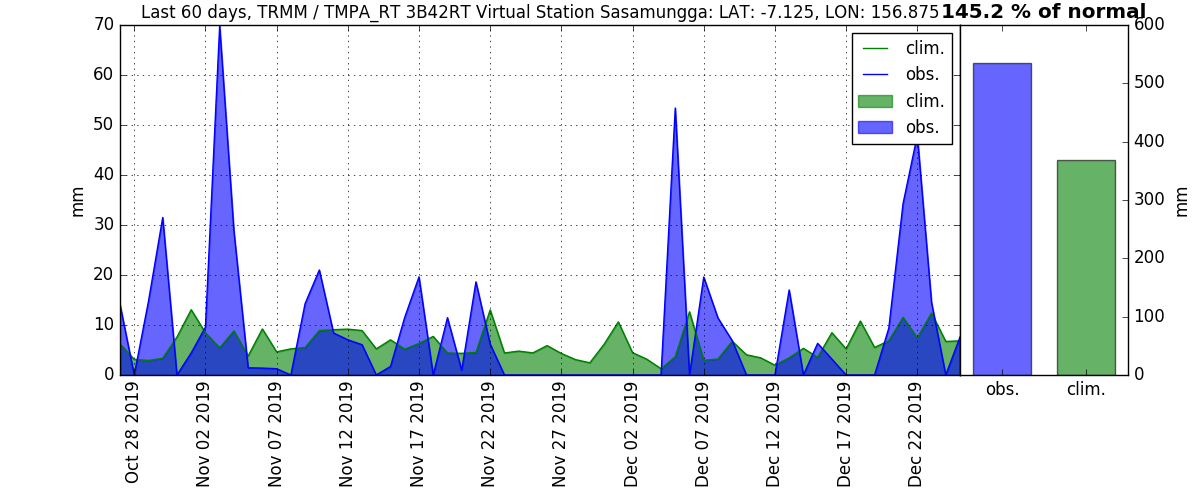 Last 60 days, TRMM / TMPA_RT 3B42RT Virtual Station Sasamungga: LAT: -7.125, LON: 156.875
145.2 % of normal
70
60
50
40
30
20
10
0
mm
clim.
obs.
clim.
obs.
Oct 28 2019
Nov 02 2019
Nov 07 2019
Nov 12 2019
Nov 17 2019
Nov 22 2019
Nov 27 2019
Dec 02 2019
Dec 07 2019
Dec 12 2019
Dec 17 2019
Dec 22 2019
600
500
400
300
200
100
0
mm
obs.
clim.